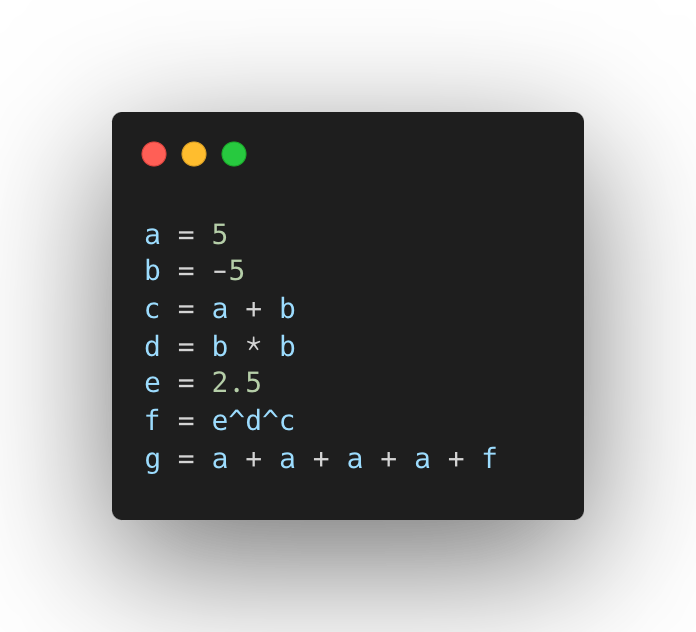 a = 5
b = -5
c = a + b
d = b * b
e = 2.5
f = e^d^c
g = a + a + a + a + f